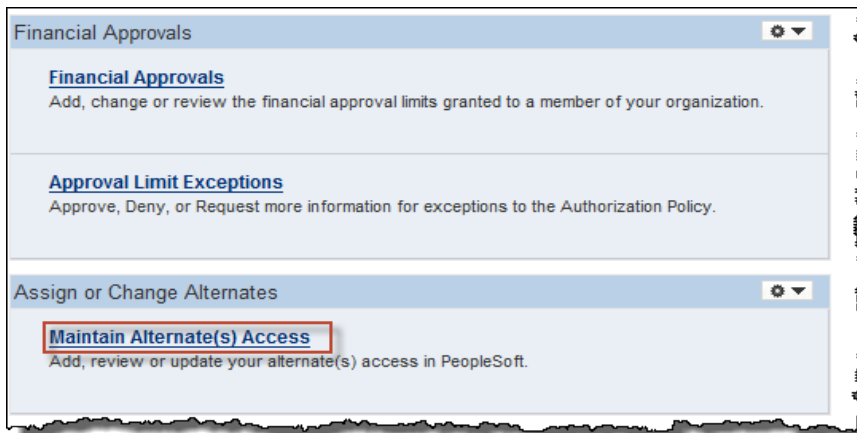 Financial Approvals
Financial Approvals
Add, change or review the financial approval limits granted to a member of your organization.
Approval Limit Exceptions
Approve, Deny, or Request more information for exceptions to the Authorization Policy.
Assign or Change Alternates
Maintain Alternate(s) Access
Add, review or update your alternate(s) access in PeopleSoft.